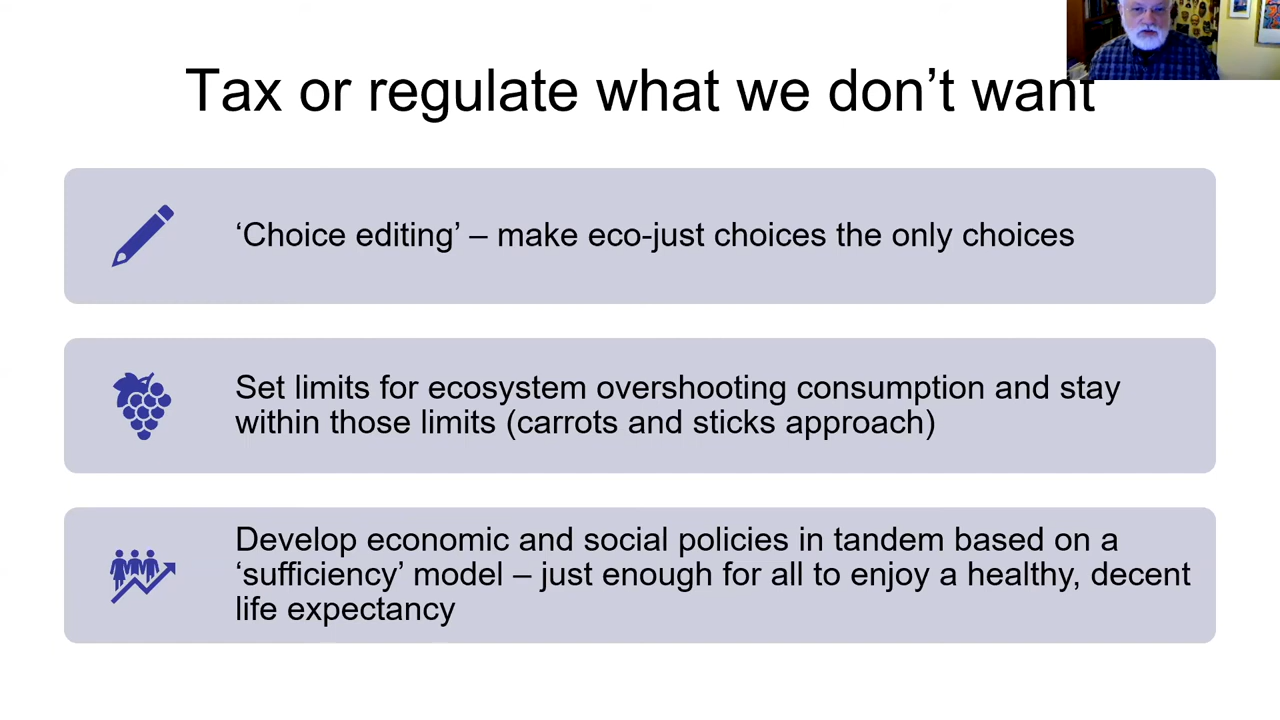 Tax or regulate what we don’t want
‘Choice editing’ – make eco-just choices the only choices
Set limits for ecosystem overshooting consumption and stay
within those limits (carrots and sticks approach)
Develop economic and social policies in tandem based on a
‘sufficiency’ model – just enough for all to enjoy a healthy, decent
life expectancy